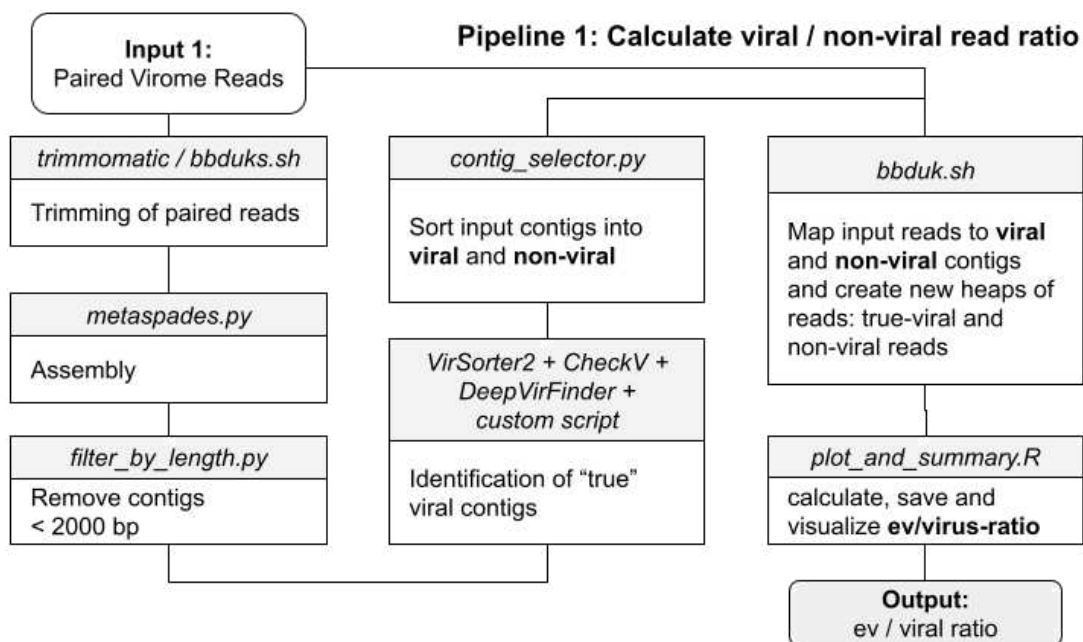 Input 1:
Paired Virome Reads
Pipeline 1: Calculate viral / non-viral read ratio
trimmomatic / bbduks.sh
Trimming of paired reads
metaspades.py
Assembly
filter_by_length.py
Remove contigs
< 2000 bp
contig_selector.py
Sort input contigs into
viral and non-viral
VirSorter2 + CheckV +
DeepVirFinder +
custom script
Identification of “true”
viral contigs
bbduk.sh
Map input reads to viral
and non-viral contigs
and create new heaps of
reads: true-viral and
non-viral reads
plot_and_summary.R
calculate, save and
visualize ev/virus-ratio
Output:
ev / viral ratio